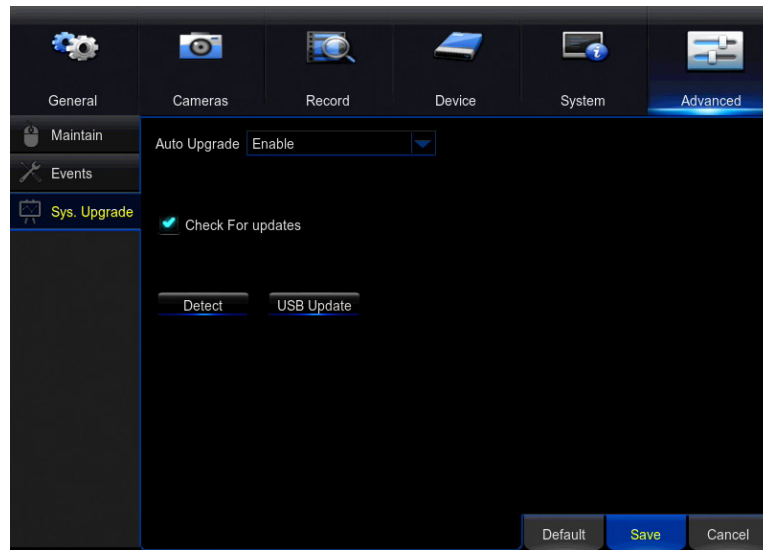 General Cameras Record Device System Advanced
Maintain
Auto Upgrade Enable
Events
Sys. Upgrade
Check For updates
Detect USB Update
Default Save Cancel